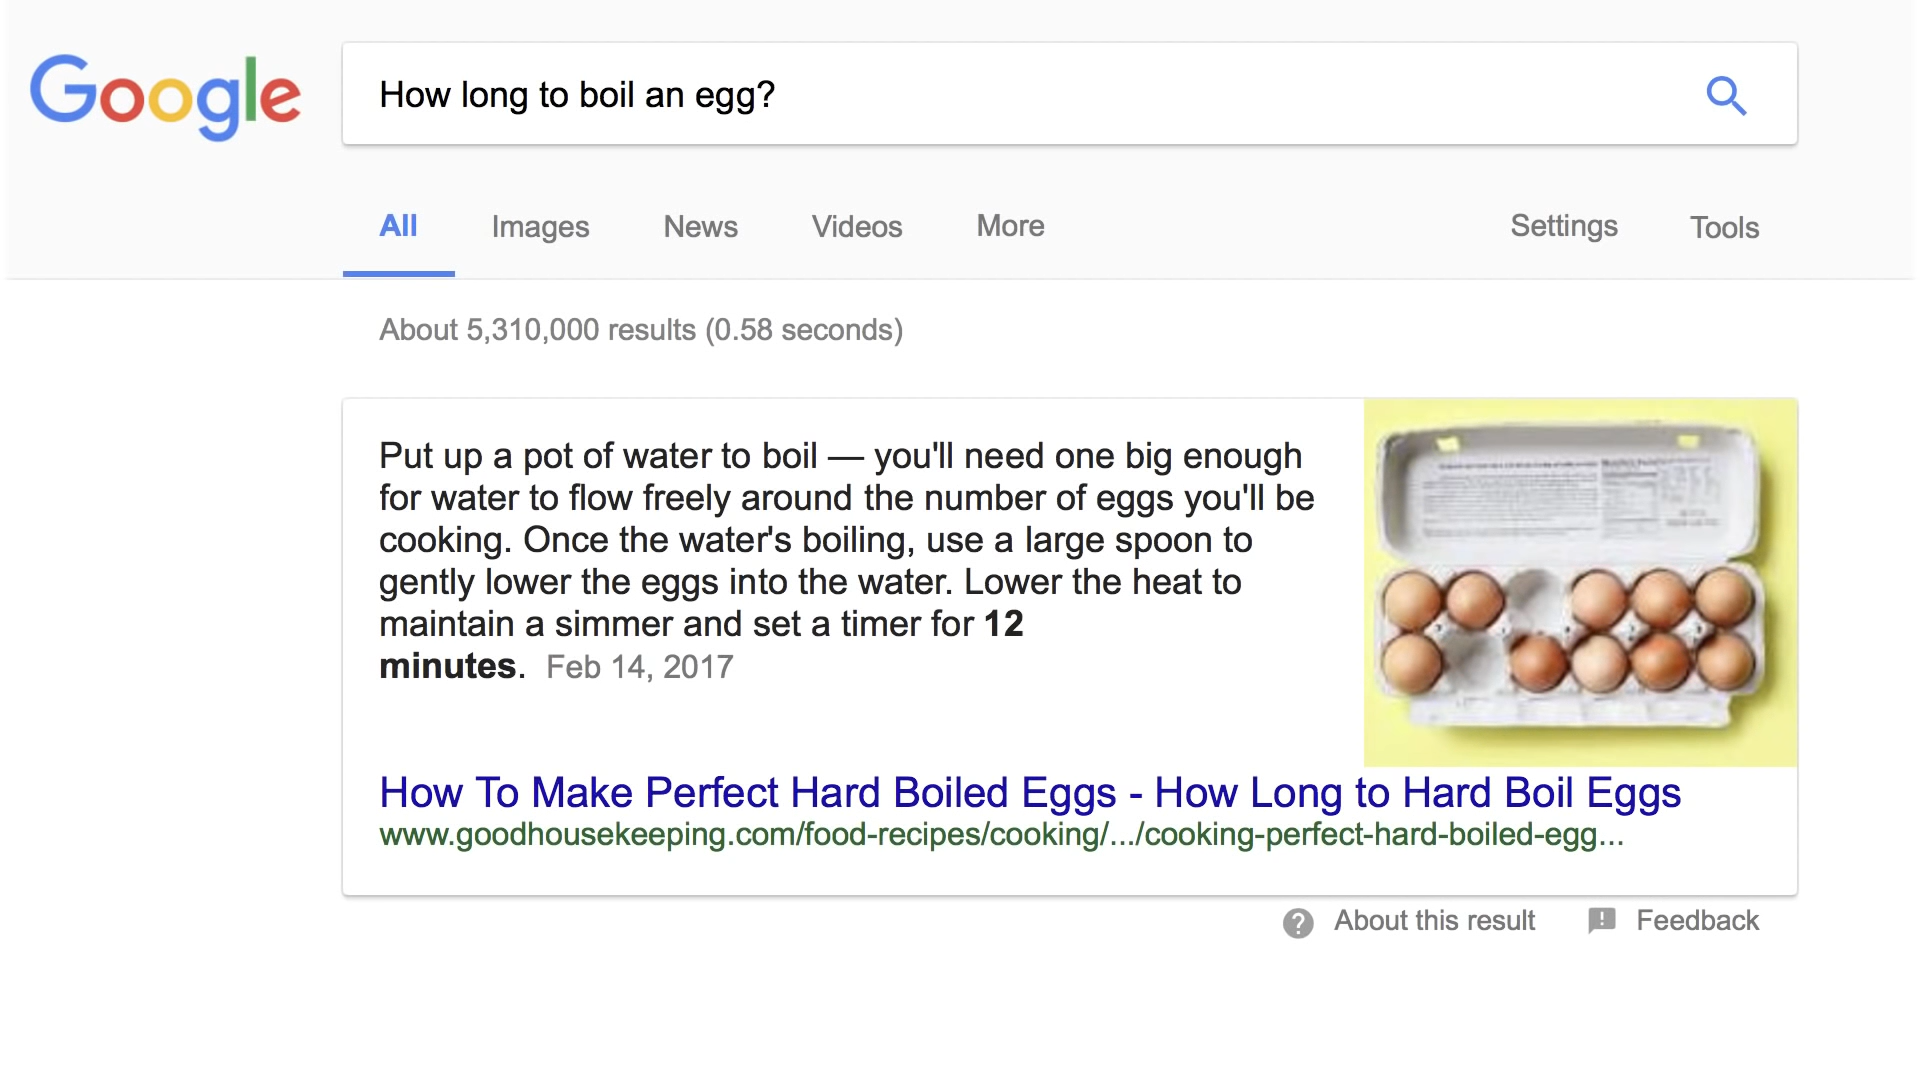 Google
How long to boil an egg?
All Images News Videos More Settings Tools
About 5,310,000 results (0.58 seconds)
Put up a pot of water to boil — you'll need one big enough
for water to flow freely around the number of eggs you'll be
cooking. Once the water's boiling, use a large spoon to
gently lower the eggs into the water. Lower the heat to
maintain a simmer and set a timer for 12
minutes. Feb 14, 2017
How To Make Perfect Hard Boiled Eggs - How Long to Hard Boil Eggs
www.goodhousekeeping.com/food-recipes/cooking/.../cooking-perfect-hard-boiled-egg...
About this result Feedback